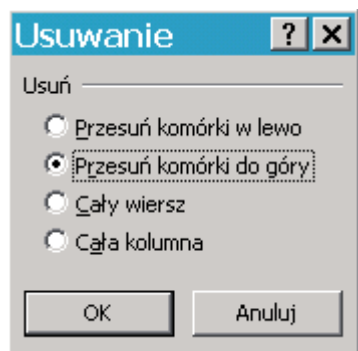 Usuwanie ? ×
Usuń
Przesuń komórki w lewo
Przesuń komórki do góry
Cały wiersz
Cała kolumna
OK Anuluj